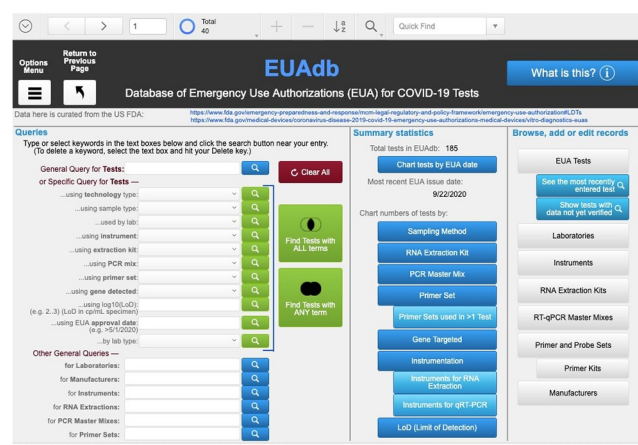 Total
40
1
Quick Find
Options
Menu
Return to
Previous
Page
EUAdb
Database of Emergency Use Authorizations (EUA) for COVID-19 Tests
What is this?
Data here is curated from the US FDA:
https://www.fda.gov/emergency-preparedness-and-response/mcm-legal-regulatory-and-policy-framework/emergency-use-authorization#LDTs
https://www.fda.gov/medical-devices/coronavirus-disease-2019-covid-19-emergency-use-authorizations-medical-devices/vitro-diagnostics-euas
Queries
Type or select keywords in the text boxes below and click the search button near your entry.
(To delete a keyword, select the text box and hit your Delete key.)
General Query for Tests:
or Specific Query for Tests —
...using technology type:
...using sample type:
...used by lab:
...using instrument:
...using extraction kit:
...using PCR mix:
...using primer set:
...using gene detected:
...using log10(LoD):
(e.g. 2..3) (LoD in cp/mL specimen)
...using EUA approval date:
(e.g. >5/1/2020)
...by lab type:
Other General Queries —
for Laboratories:
for Manufacturers:
for Instruments:
for RNA Extractions:
for PCR Master Mixes:
for Primer Sets:
Clear All
Find Tests with
ALL terms
Find Tests with
ANY term
Summary statistics
Total tests in EUAdb: 185
Chart tests by EUA date
Most recent EUA issue date:
9/22/2020
Chart numbers of tests by:
Sampling Method
RNA Extraction Kit
PCR Master Mix
Primer Set
Primer Sets used in >1 Test
Gene Targeted
Instrumentation
Instruments for RNA
Extraction
Instruments for qRT-PCR
LoD (Limit of Detection)
Browse, add or edit records
EUA Tests
See the most recently
entered test
Show tests with
data not yet verified
Laboratories
Instruments
RNA Extraction Kits
RT-qPCR Master Mixes
Primer and Probe Sets
Primer Kits
Manufacturers